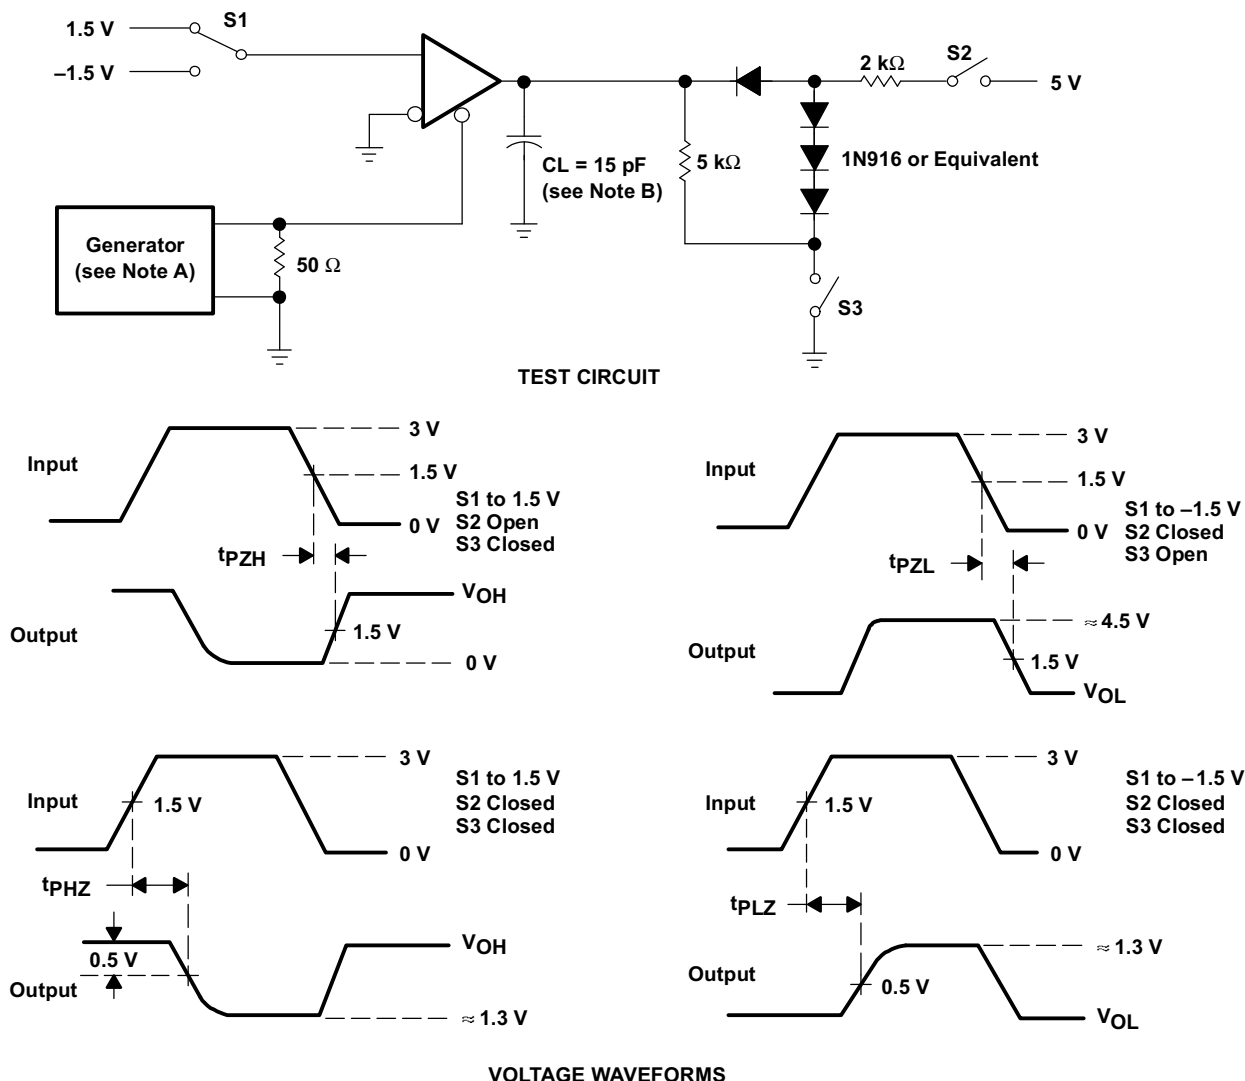 1.5 V
S1
–1.5 V
S2
2 kΩ
5 V
CL = 15 pF
(see Note B)
5 kΩ
1N916 or Equivalent
Generator
(see Note A)
50 Ω
S3
TEST CIRCUIT
Input
3 V
1.5 V
0 V
S1 to 1.5 V
S2 Open
S3 Closed
tPZH
Output
VOH
1.5 V
0 V
Input
3 V
1.5 V
0 V
S1 to –1.5 V
S2 Closed
S3 Open
tPZL
Output
≈ 4.5 V
1.5 V
VOL
Input
3 V
1.5 V
0 V
S1 to 1.5 V
S2 Closed
S3 Closed
tPHZ
Output
0.5 V
VOH
≈ 1.3 V
Input
3 V
1.5 V
0 V
S1 to –1.5 V
S2 Closed
S3 Closed
tPLZ
Output
≈ 1.3 V
0.5 V
VOL
VOLTAGE WAVEFORMS